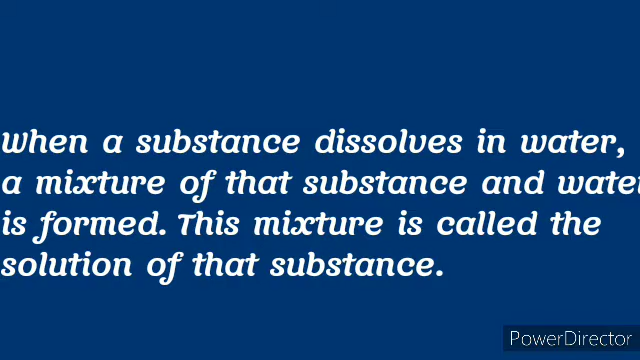 When a substance dissolves in water,
a mixture of that substance and water
is formed. This mixture is called the
solution of that substance.
PowerDirector